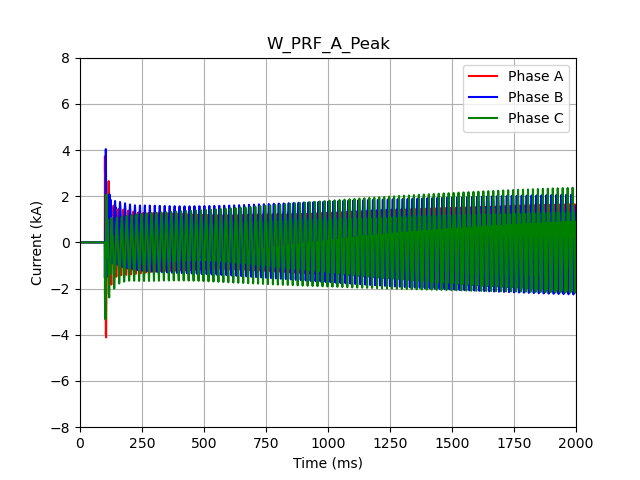 W_PRF_A_Peak
Phase A
Phase B
Phase C
Current (kA)
8
6
4
2
0
−2
−4
−6
−8
0 250 500 750 1000 1250 1500 1750 2000
Time (ms)